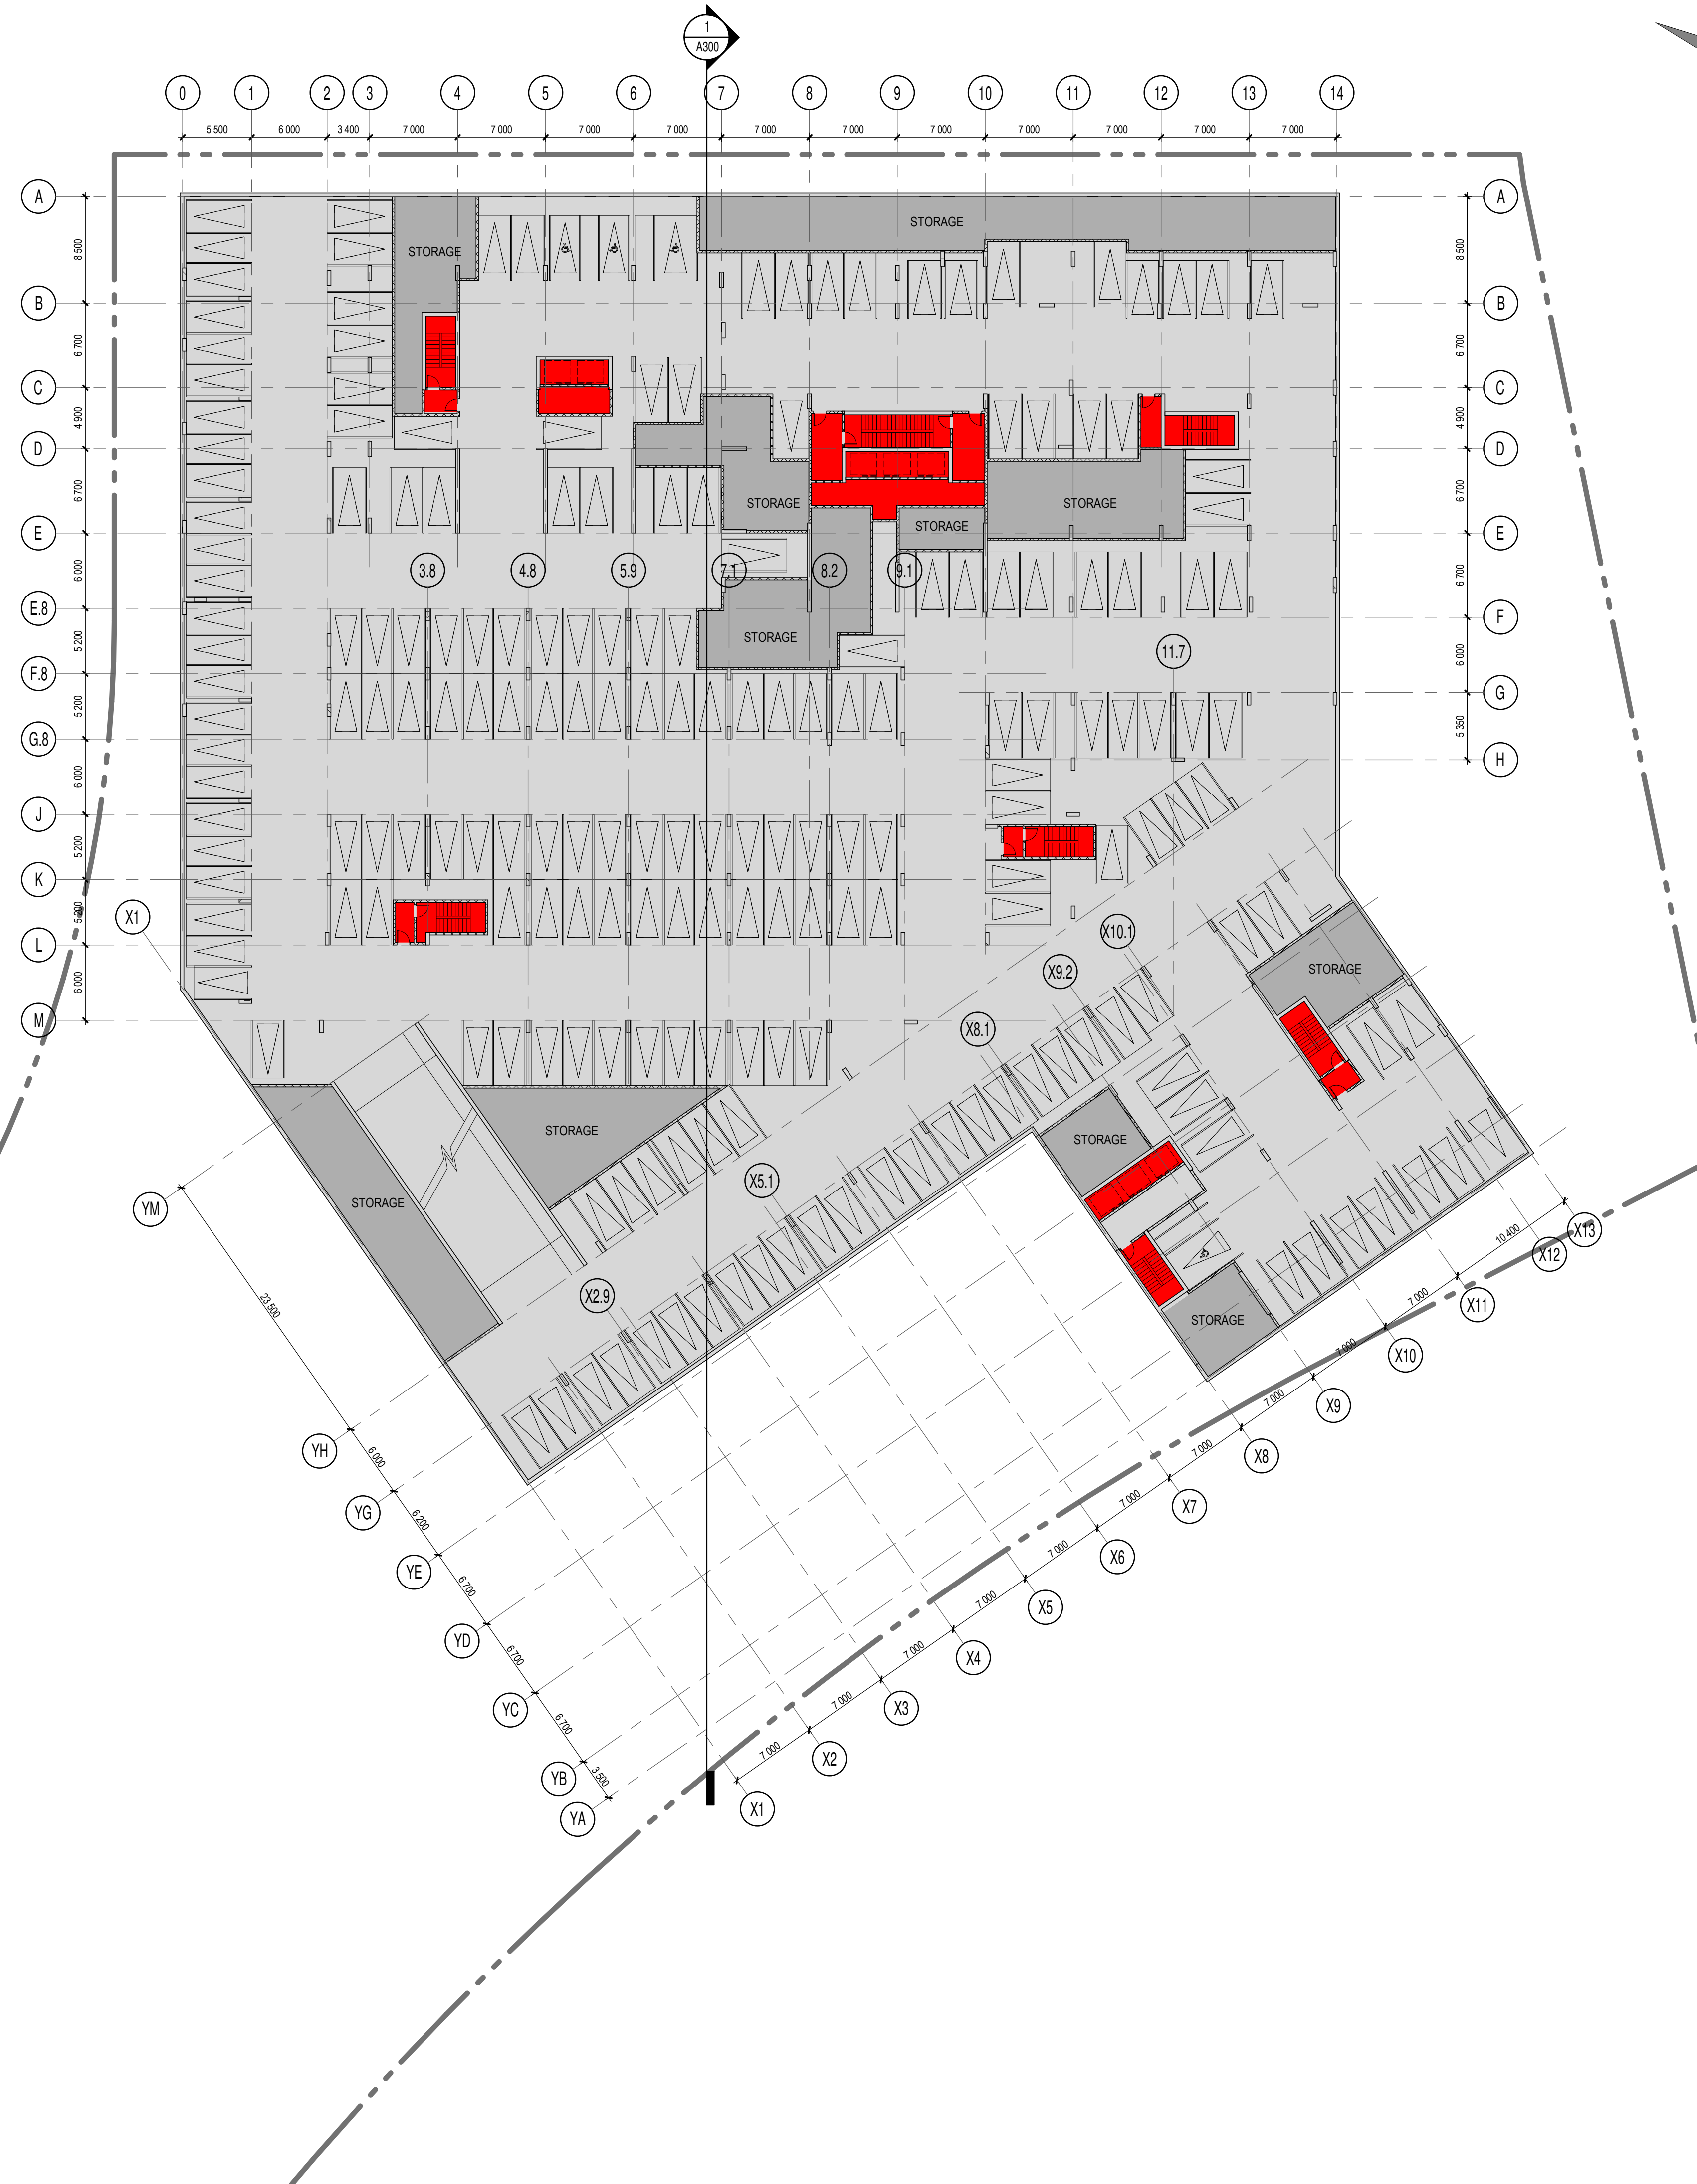 1
A300
0 1 2 3 4 5 6 7 8 9 10 11 12 13 14
5 500 6 000 3 400 7 000 7 000 7 000 7 000 7 000 7 000 7 000 7 000 7 000 7 000 7 000
A A
8 500 8 500
STORAGE
STORAGE
B B
6 700 6 700
C C
4 900 4 900
D D
6 700 6 700
STORAGE STORAGE
STORAGE
E E
6 000 6 700
3.8 4.8 5.9 7.1 8.2 9.1
E.8 F
5 200 6 000
STORAGE
11.7
F.8
5 200
G
G.8 5 350
6 000 H
J
5 200
K
5 200
X1
L
X10.1
6 000 X9.2
STORAGE
M
X8.1
STORAGE
STORAGE
X5.1
STORAGE
YM
X13
10 400
X12
23 500
X2.9
7 000
X11
STORAGE
7 000
X10
7 000
X9
YH
6 000
7 000
X8
YG
6 200
7 000
X7
YE
6 700
7 000
X6
YD
6 700
7 000
X5
7 000
X4
YC
6 700
7 000
X3
YB
3 500
7 000
X2
YA
X1